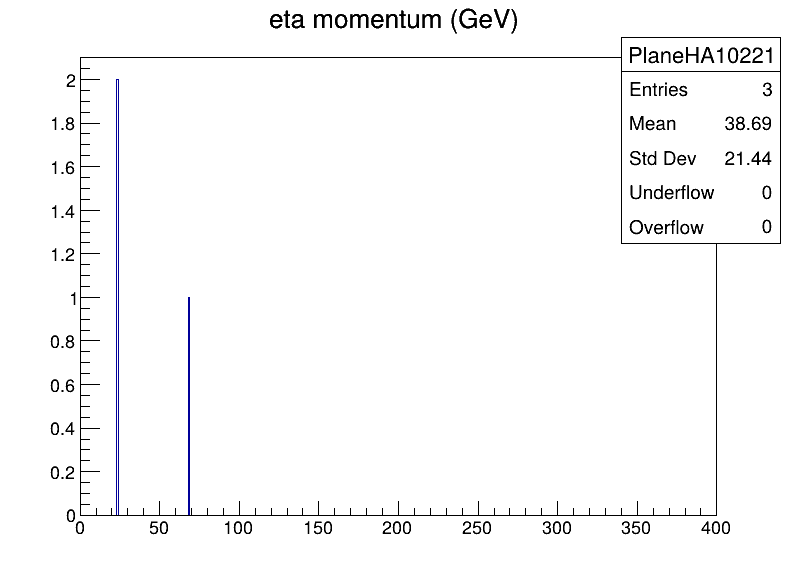 eta momentum (GeV)
PlaneHA10221
Entries 3
Mean 38.69
Std Dev 21.44
Underflow 0
Overflow 0
2
1.8
1.6
1.4
1.2
1
0.8
0.6
0.4
0.2
0
0 50 100 150 200 250 300 350 400